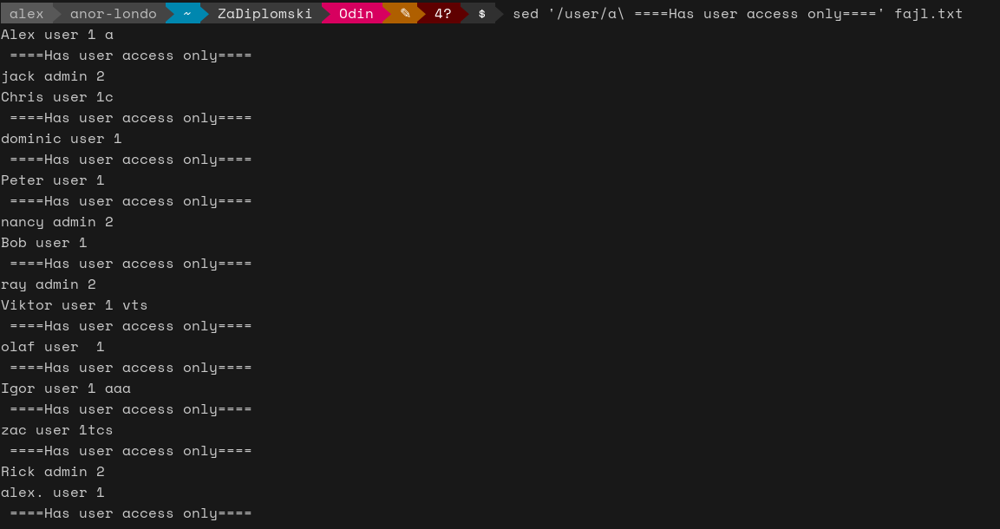 alex anor-londo ~ ZaDiplomski Odin ✎ 4? $ sed '/user/a\ ====Has user access only====' fajl.txt
Alex user 1 a
 ====Has user access only====
jack admin 2
Chris user 1c
 ====Has user access only====
dominic user 1
 ====Has user access only====
Peter user 1
 ====Has user access only====
nancy admin 2
Bob user 1
 ====Has user access only====
ray admin 2
Viktor user 1 vts
 ====Has user access only====
olaf user  1
 ====Has user access only====
Igor user 1 aaa
 ====Has user access only====
zac user 1tcs
 ====Has user access only====
Rick admin 2
alex. user 1
 ====Has user access only====